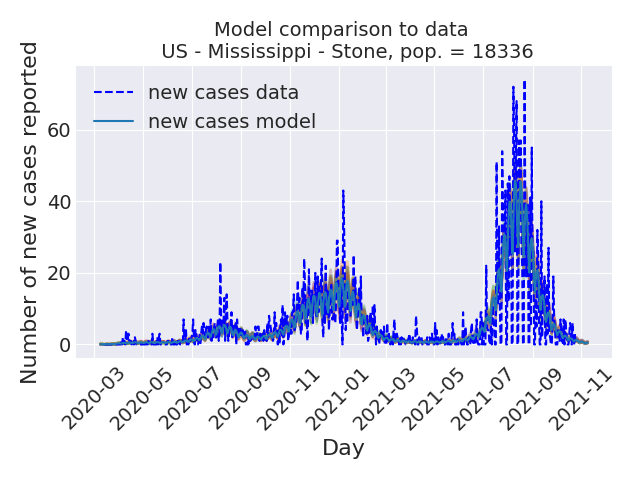 Model comparison to data
US - Mississippi - Stone, pop. = 18336
new cases data
new cases model
Number of new cases reported
60
40
20
0
2020-03
2020-05
2020-07
2020-09
2020-11
2021-01
2021-03
2021-05
2021-07
2021-09
2021-11
Day